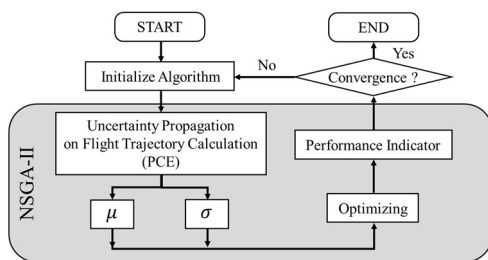 START
END
Yes
No
Initialize Algorithm
Convergence ?
Uncertainty Propagation
on Flight Trajectory Calculation
(PCE)
Performance Indicator
NSGA-II
μ
σ
Optimizing